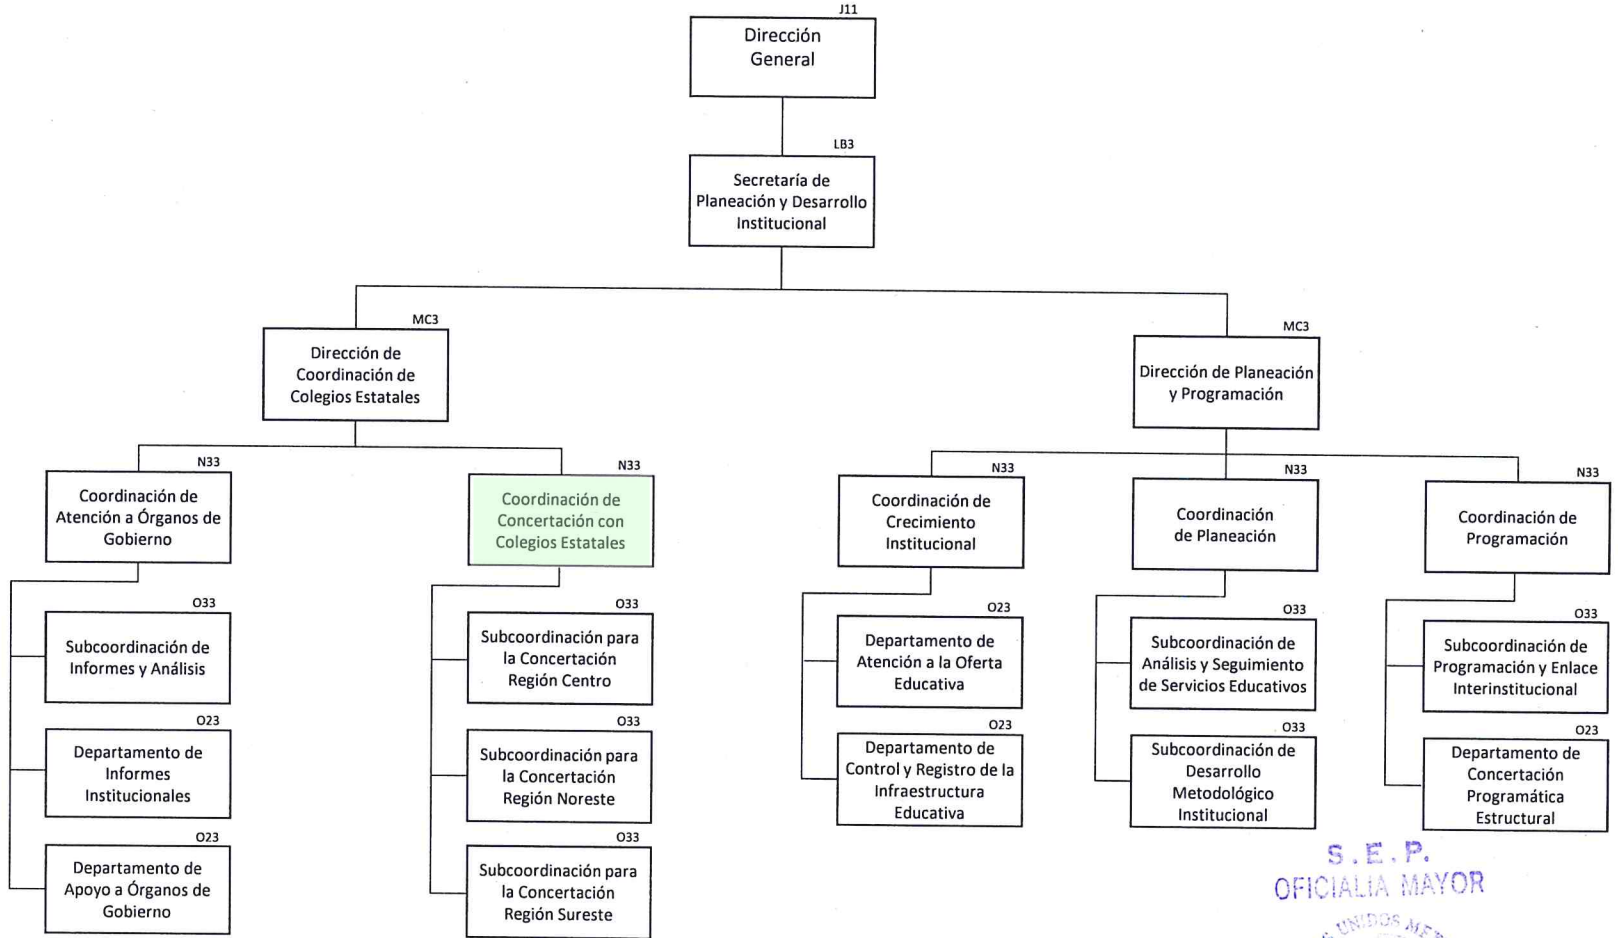 J11
Dirección
General
LB3
Secretaría de
Planeación y Desarrollo
Institucional
MC3
Dirección de
Coordinación de
Colegios Estatales
MC3
Dirección de Planeación
y Programación
N33
Coordinación de
Atención a Órganos de
Gobierno
N33
Coordinación de
Concertación con
Colegios Estatales
N33
Coordinación de
Crecimiento
Institucional
N33
Coordinación
de Planeación
N33
Coordinación de
Programación
O33
Subcoordinación de
Informes y Análisis
O23
Departamento de
Informes
Institucionales
O23
Departamento de
Apoyo a Órganos de
Gobierno
O33
Subcoordinación para
la Concertación
Región Centro
O33
Subcoordinación para
la Concertación
Región Noreste
O33
Subcoordinación para
la Concertación
Región Sureste
O23
Departamento de
Atención a la Oferta
Educativa
O23
Departamento de
Control y Registro de la
Infraestructura
Educativa
O33
Subcoordinación de
Análisis y Seguimiento
de Servicios Educativos
O33
Subcoordinación de
Desarrollo
Metodológico
Institucional
O33
Subcoordinación de
Programación y Enlace
Interinstitucional
O23
Departamento de
Concertación
Programática
Estructural
S.E.P.
OFICIALIA MAYOR
UNIDOS